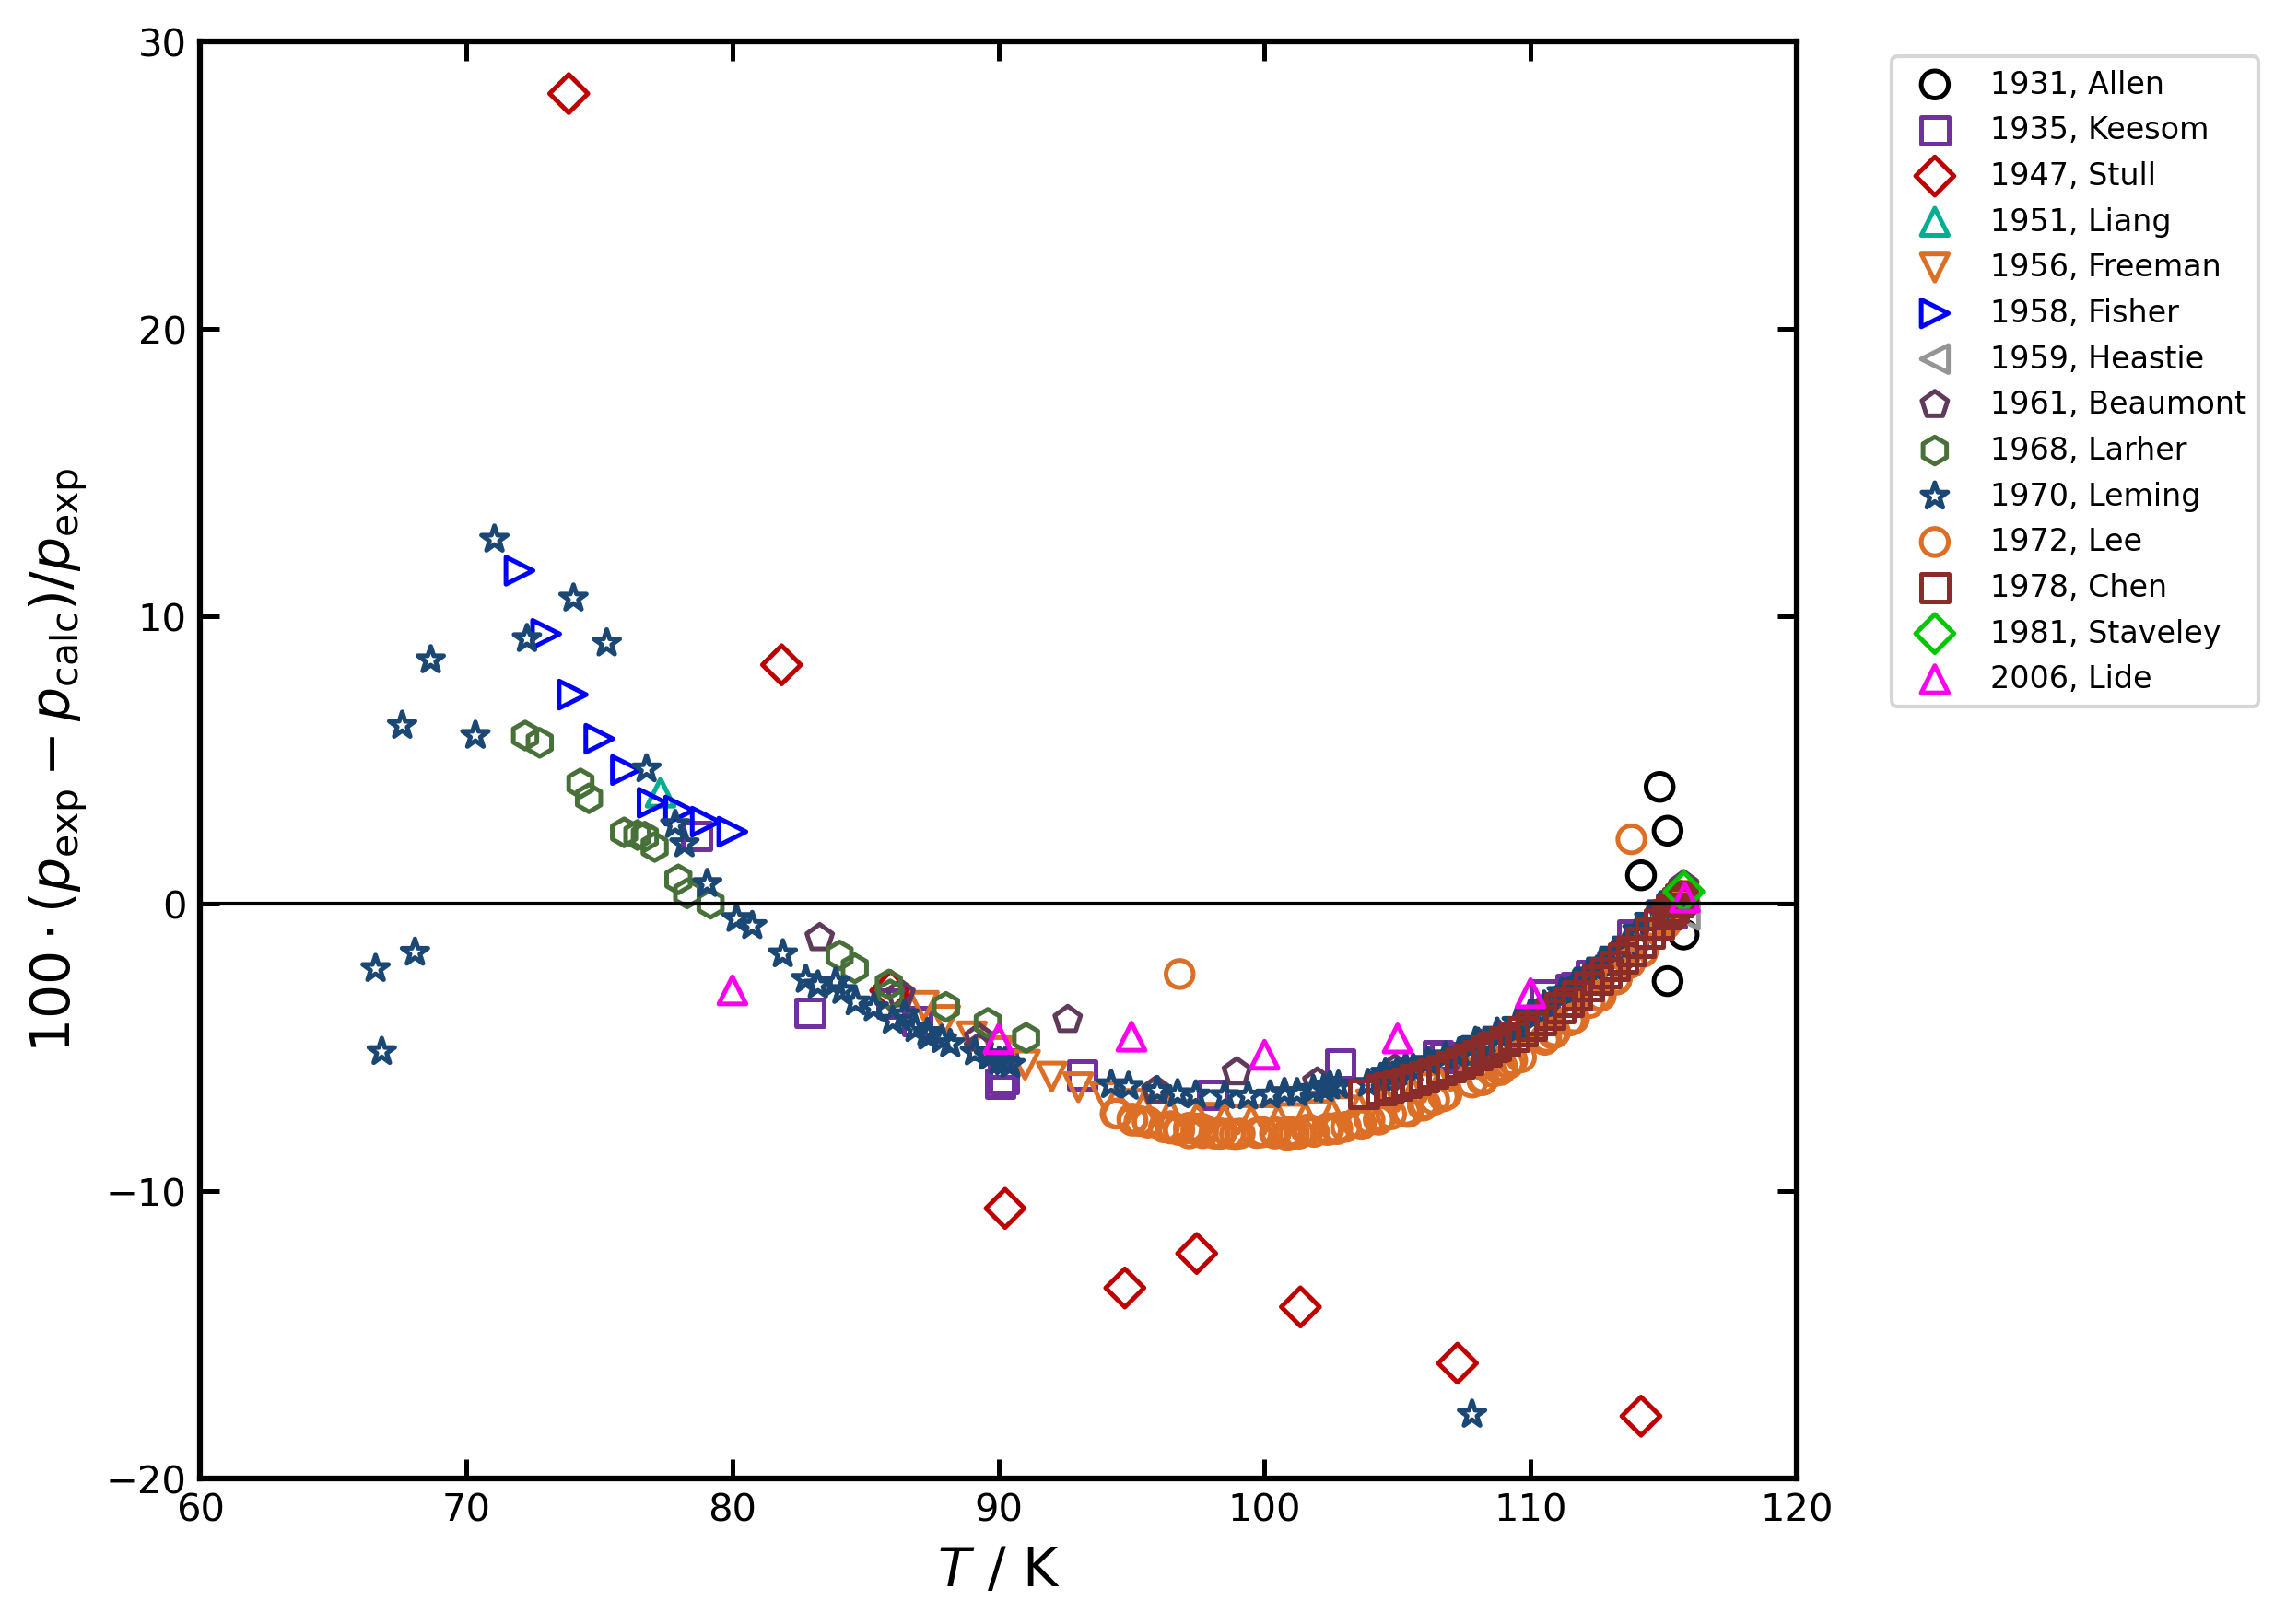 30
20
10
0
−10
−20
60 70 80 90 100 110 120
T / K
100 · (pexp − pcalc)/pexp
1931, Allen
1935, Keesom
1947, Stull
1951, Liang
1956, Freeman
1958, Fisher
1959, Heastie
1961, Beaumont
1968, Larher
1970, Leming
1972, Lee
1978, Chen
1981, Staveley
2006, Lide